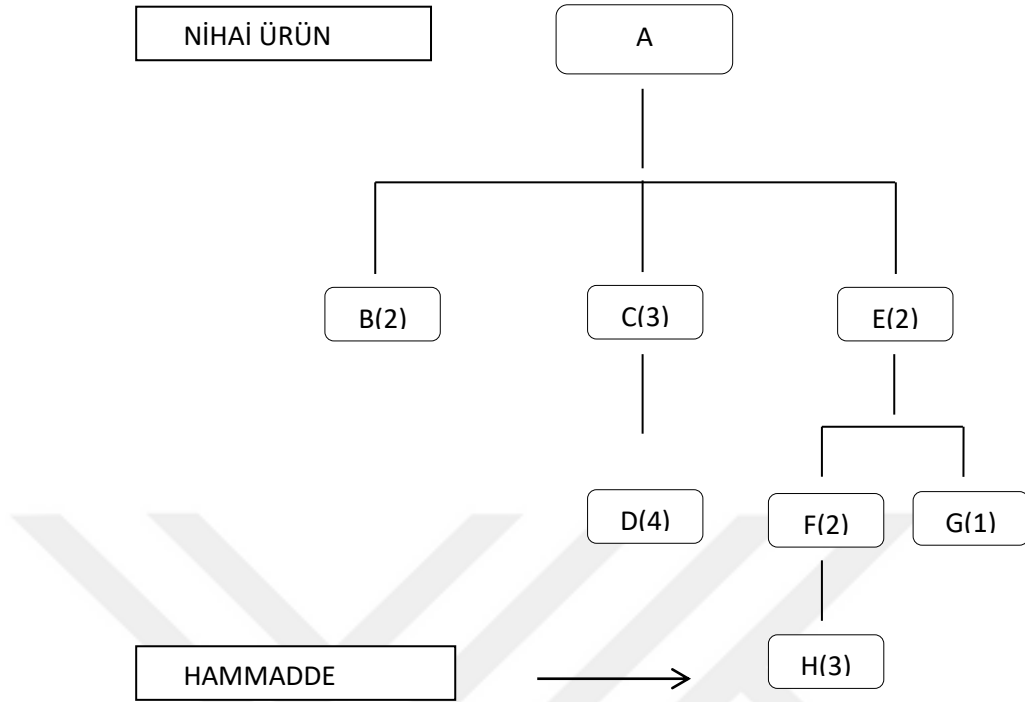 NİHAİ ÜRÜN
A
B(2)
C(3)
E(2)
D(4)
F(2)
G(1)
HAMMADDE
H(3)